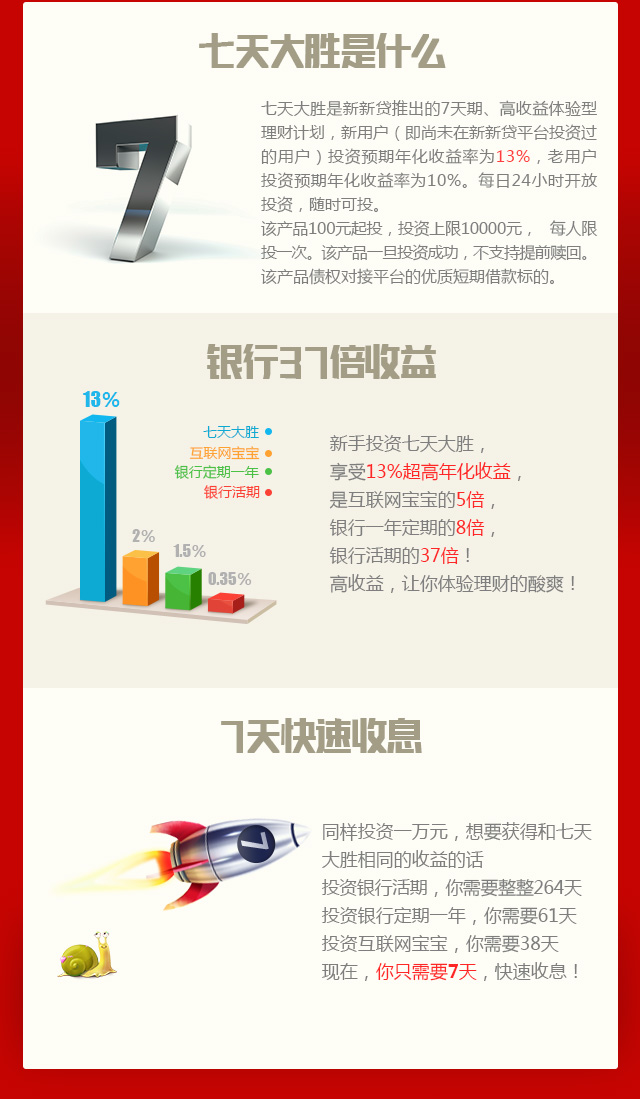 七天大胜是什么
7
七天大胜是新新贷推出的7天期、高收益体验型
理财计划，新用户（即尚未在新新贷平台投资过
的用户）投资预期年化收益率为13%，老用户
投资预期年化收益率为10%。每日24小时开放
投资，随时可投。
该产品100元起投，投资上限10000元， 每人限
投一次。该产品一旦投资成功，不支持提前赎回。
该产品债权对接平台的优质短期借款标的。
银行37倍收益
13%
七天大胜
互联网宝宝
银行定期一年
银行活期
2%
1.5%
0.35%
新手投资七天大胜，
享受13%超高年化收益，
是互联网宝宝的5倍，
银行一年定期的8倍，
银行活期的37倍！
高收益，让你体验理财的酸爽！
7天快速收息
7
同样投资一万元，想要获得和七天
大胜相同的收益的话
投资银行活期，你需要整整264天
投资银行定期一年，你需要61天
投资互联网宝宝，你需要38天
现在，你只需要7天，快速收息！